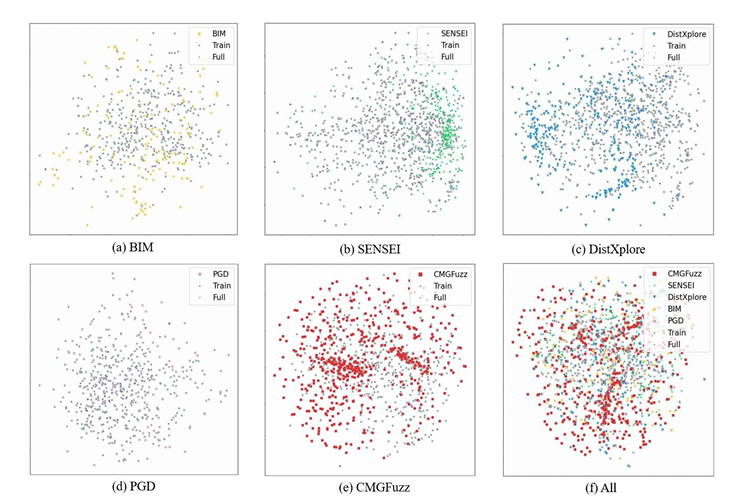 BIM
Train
Full
(a) BIM
SENSEI
Train
Full
(b) SENSEI
DistXplore
Train
Full
(c) DistXplore
PGD
Train
Full
(d) PGD
CMGFuzz
Train
Full
(e) CMGFuzz
CMGFuzz
SENSEI
DistXplore
BIM
PGD
Train
Full
(f) All